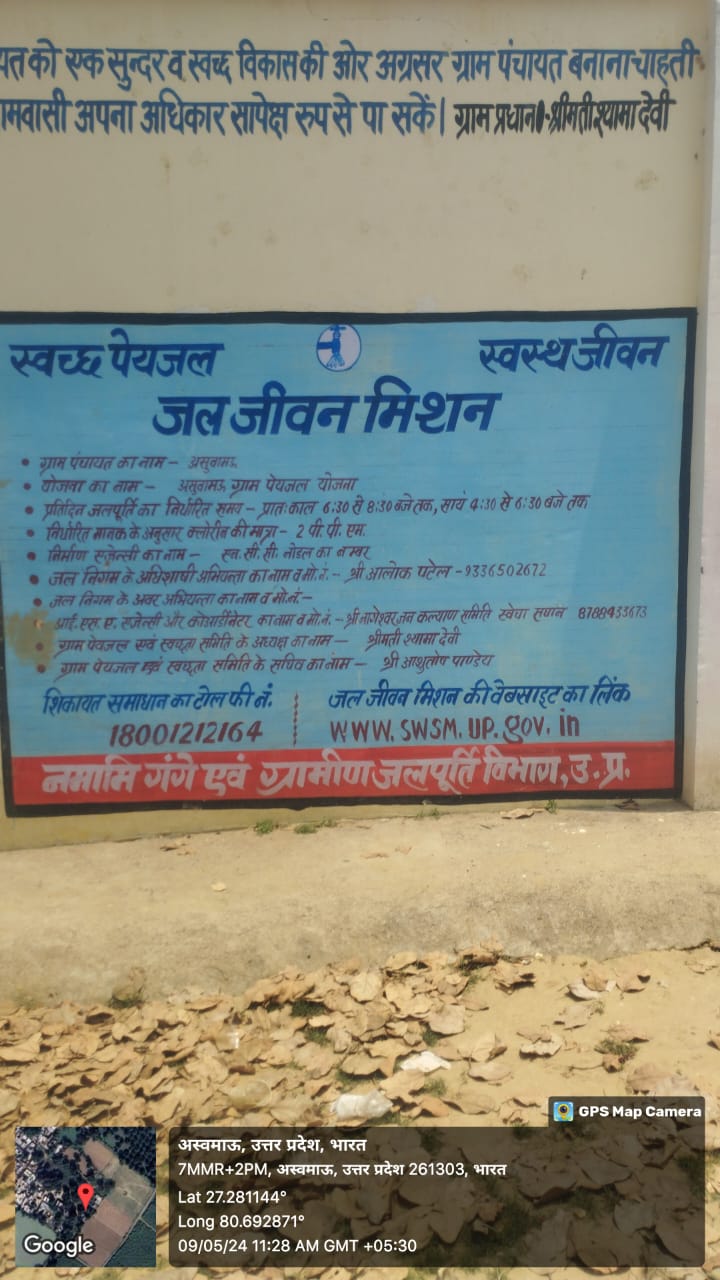 यत को एक सुन्दर व स्वच्छ विकास की ओर अग्रसर ग्राम पंचायत बनाना चाहती
मवासी अपना अधिकार सापेक्ष रुप से पा सकें। ग्राम प्रधान-श्रीमती श्यामा देवी
स्वच्छ पेयजल स्वस्थ जीवन
जल जीवन मिशन
• ग्राम पंचायत का नाम – असुवामऊ
• योजवा का नाम – असुवामऊ ग्राम पेयजल योजना
• प्रतिदिन जलपूर्ति का निर्धारित समय – प्रातः काल 6:30 से 8:30 बजे तक, सायं 4:30 से 6:30 बजे तक
• निर्धारित मानक के अनुसार क्लोरीन की मात्रा - 2 पी. पी. एम.
• निर्माण एजेन्सी का नाम – एन. सी. सी. नोडल का नम्बर
• जल निगम के अधिशाषी अभियन्ता का नाम व मो.नं. - श्री आलोक पटेल -9336502672
• जल निगम के अवर अभियन्ता का नाम व मो.नं.-
आई. एस. ए. एजेन्सी और कोआर्डिनेटर का नाम व मो.नं. -श्री नागेश्वर जन कल्याण समिति 8788433673
• ग्राम पेयजल एवं स्वच्छता समिति के अध्यक्ष का नाम – श्रीमती श्यामा देवी
• ग्राम पेयजल एवं स्वच्छता समिति के सचिव का नाम – श्री आशुतोष पाण्डेय
शिकायत समाधान का टोल फ्री नं. जल जीवन मिशन की वेबसाइट का लिंक
18001212164 WWW.SWSM.UP.gov.in
नमामि गंगे एवं ग्रामीण जलपूर्ति विभाग, उ.प्र.
GPS Map Camera
अस्वमाऊ, उत्तर प्रदेश, भारत
7MMR+2PM, अस्वमाऊ, उत्तर प्रदेश 261303, भारत
Lat 27.281144°
Long 80.692871°
09/05/24 11:28 AM GMT +05:30
Google